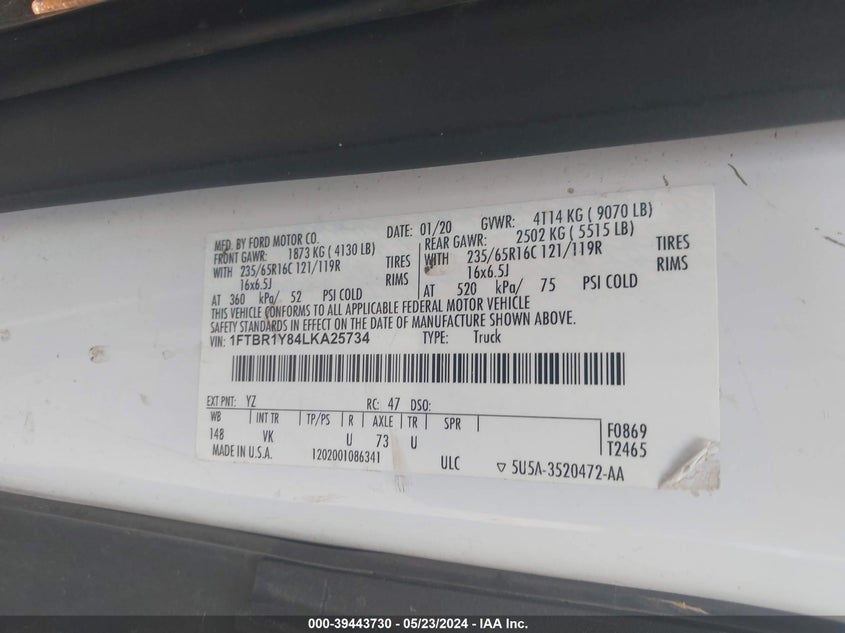 MFD. BY FORD MOTOR CO.
DATE: 01/20 GVWR: 4114 KG ( 9070 LB)
FRONT GAWR: 1873 KG ( 4130 LB)
REAR GAWR: 2502 KG ( 5515 LB)
WITH 235/65R16C 121/119R TIRES
WITH 235/65R16C 121/119R TIRES
16x6.5J RIMS
16x6.5J RIMS
AT 360 kPa/ 52 PSI COLD
AT 520 kPa/ 75 PSI COLD
THIS VEHICLE CONFORMS TO ALL APPLICABLE FEDERAL MOTOR VEHICLE
SAFETY STANDARDS IN EFFECT ON THE DATE OF MANUFACTURE SHOWN ABOVE.
VIN: 1FTBR1Y84LKA25734 TYPE: Truck
EXT PNT: YZ RC: 47 DSO:
WB INT TR TP/PS R AXLE TR SPR
148 VK U 73 U
F0869
T2465
MADE IN U.S.A. 1202001086341 ULC 5U5A-3520472-AA
000-39443730 - 05/23/2024 - IAA Inc.